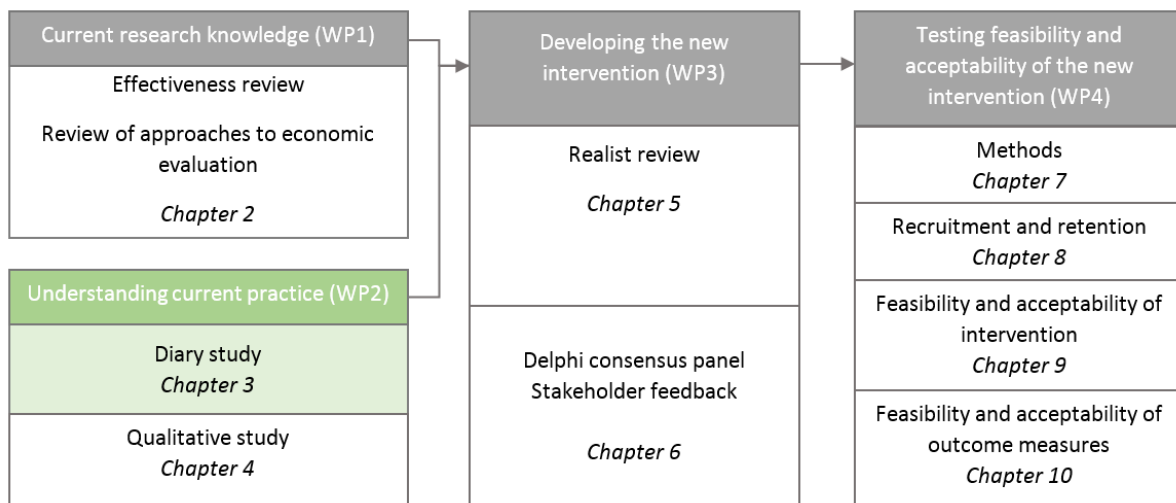 Current research knowledge (WP1)
Effectiveness review
Review of approaches to economic
evaluation
Chapter 2
Understanding current practice (WP2)
Diary study
Chapter 3
Qualitative study
Chapter 4
Developing the new
intervention (WP3)
Realist review
Chapter 5
Delphi consensus panel
Stakeholder feedback
Chapter 6
Testing feasibility and
acceptability of the new
intervention (WP4)
Methods
Chapter 7
Recruitment and retention
Chapter 8
Feasibility and acceptability of
intervention
Chapter 9
Feasibility and acceptability of
outcome measures
Chapter 10